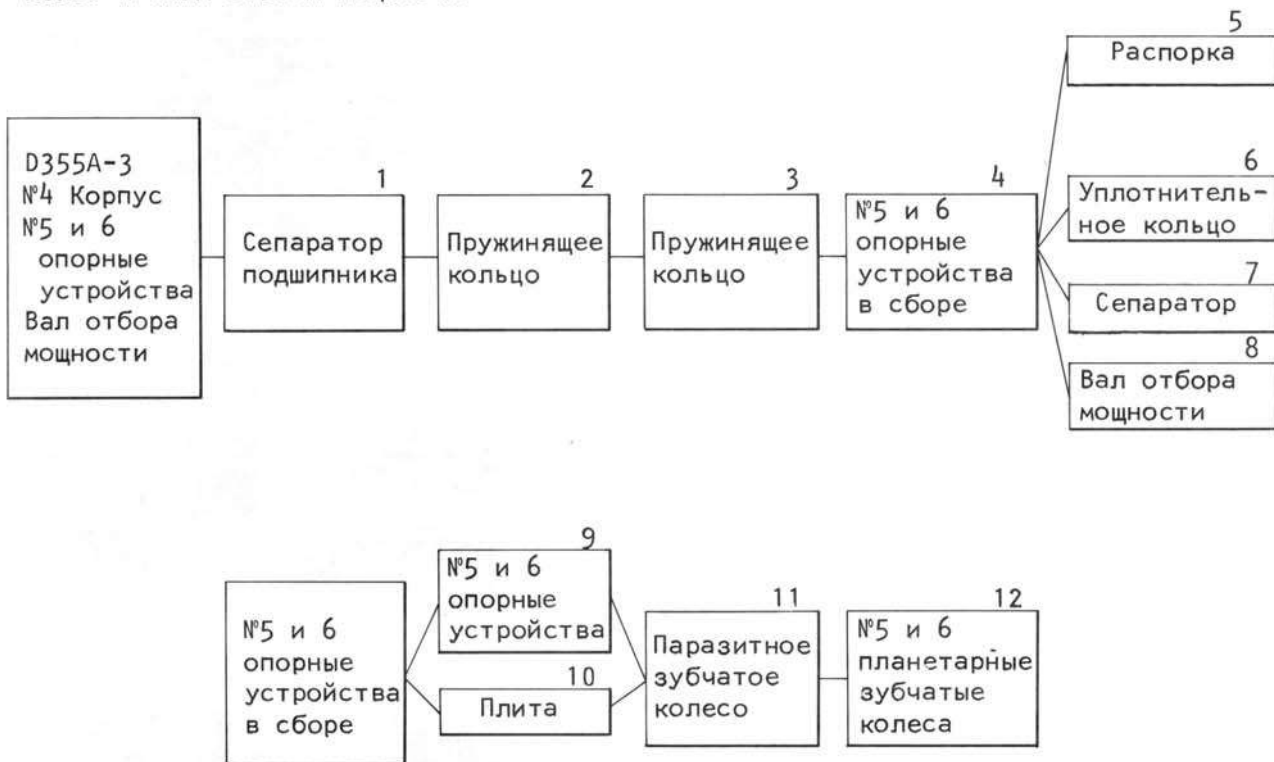 5
Распорка
D355A-3
№4 Корпус
№5 и 6
опорные
устройства
Вал отбора
мощности
1
Сепаратор
подшипника
2
Пружинящее
кольцо
3
Пружинящее
кольцо
4
№5 и 6
опорные
устройства
в сборе
6
Уплотнитель-
ное кольцо
7
Сепаратор
8
Вал отбора
мощности
№5 и 6
опорные
устройства
в сборе
9
№5 и 6
опорные
устройства
10
Плита
11
Паразитное
зубчатое
колесо
12
№5 и 6
планетарные
зубчатые
колеса